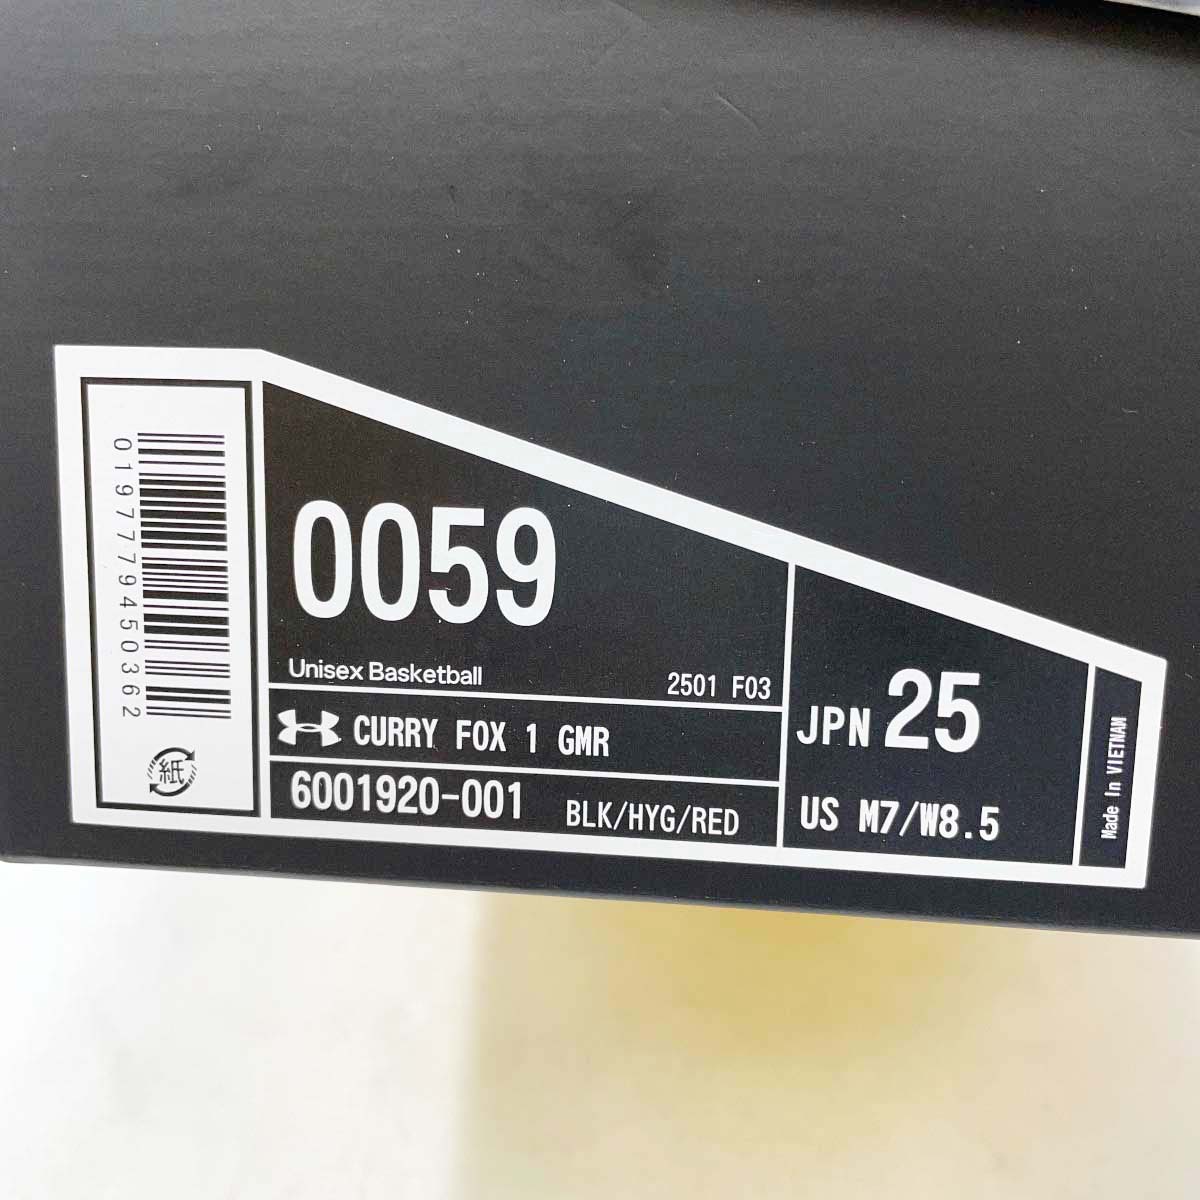 0197779450362
紙
0059
Unisex Basketball
2501 F03
CURRY FOX 1 GMR
6001920-001
BLK/HYG/RED
JPN 25
US M7/W8.5
Made In VIETNAM